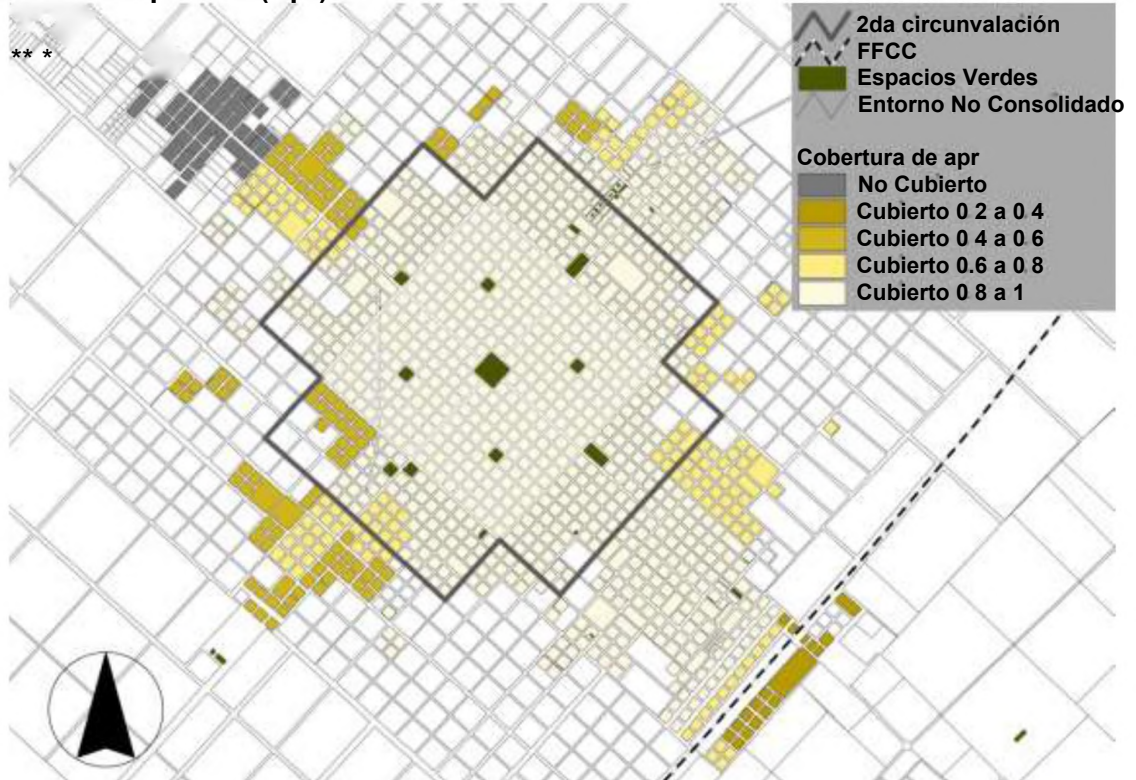 ** *
2da circunvalación
FFCC
Espacios Verdes
Entorno No Consolidado
Cobertura de apr
No Cubierto
Cubierto 0 2 a 0 4
Cubierto 0 4 a 0 6
Cubierto 0.6 a 0 8
Cubierto 0 8 a 1